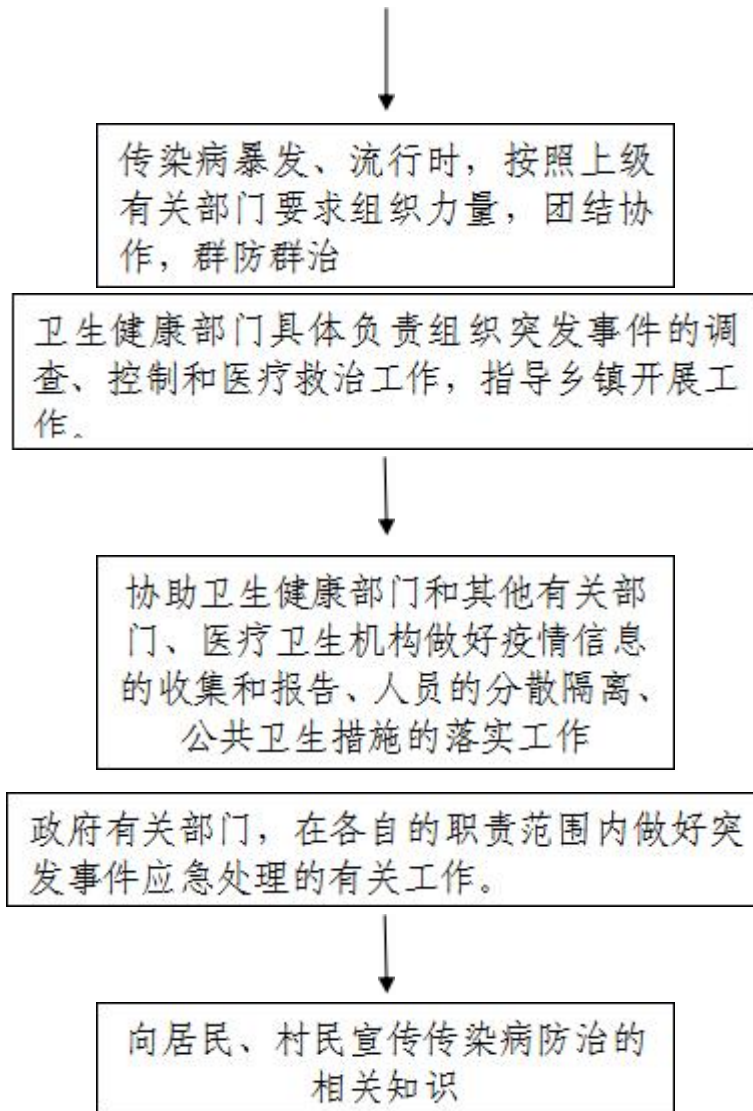 传染病暴发、流行时，按照上级
有关部门要求组织力量，团结协
作，群防群治
卫生健康部门具体负责组织突发事件的调
查、控制和医疗救治工作，指导乡镇开展工
作。
协助卫生健康部门和其他有关部
门、医疗卫生机构做好疫情信息
的收集和报告、人员的分散隔离、
公共卫生措施的落实工作
政府有关部门，在各自的职责范围内做好突
发事件应急处理的有关工作。
向居民、村民宣传传染病防治的
相关知识